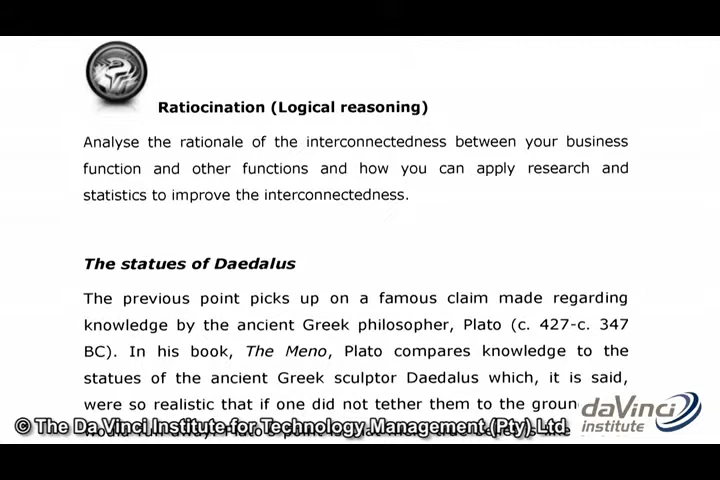 Ratiocination (Logical reasoning)
Analyse the rationale of the interconnectedness between your business
function and other functions and how you can apply research and
statistics to improve the interconnectedness.
The statues of Daedalus
The previous point picks up on a famous claim made regarding
knowledge by the ancient Greek philosopher, Plato (c. 427-c. 347
BC). In his book, The Meno, Plato compares knowledge to the
statues of the ancient Greek sculptor Daedalus which, it is said,
were so realistic that if one did not tether them to the
daVinci
institute
© The Da Vinci Institute for Technology Management (Pty) Ltd